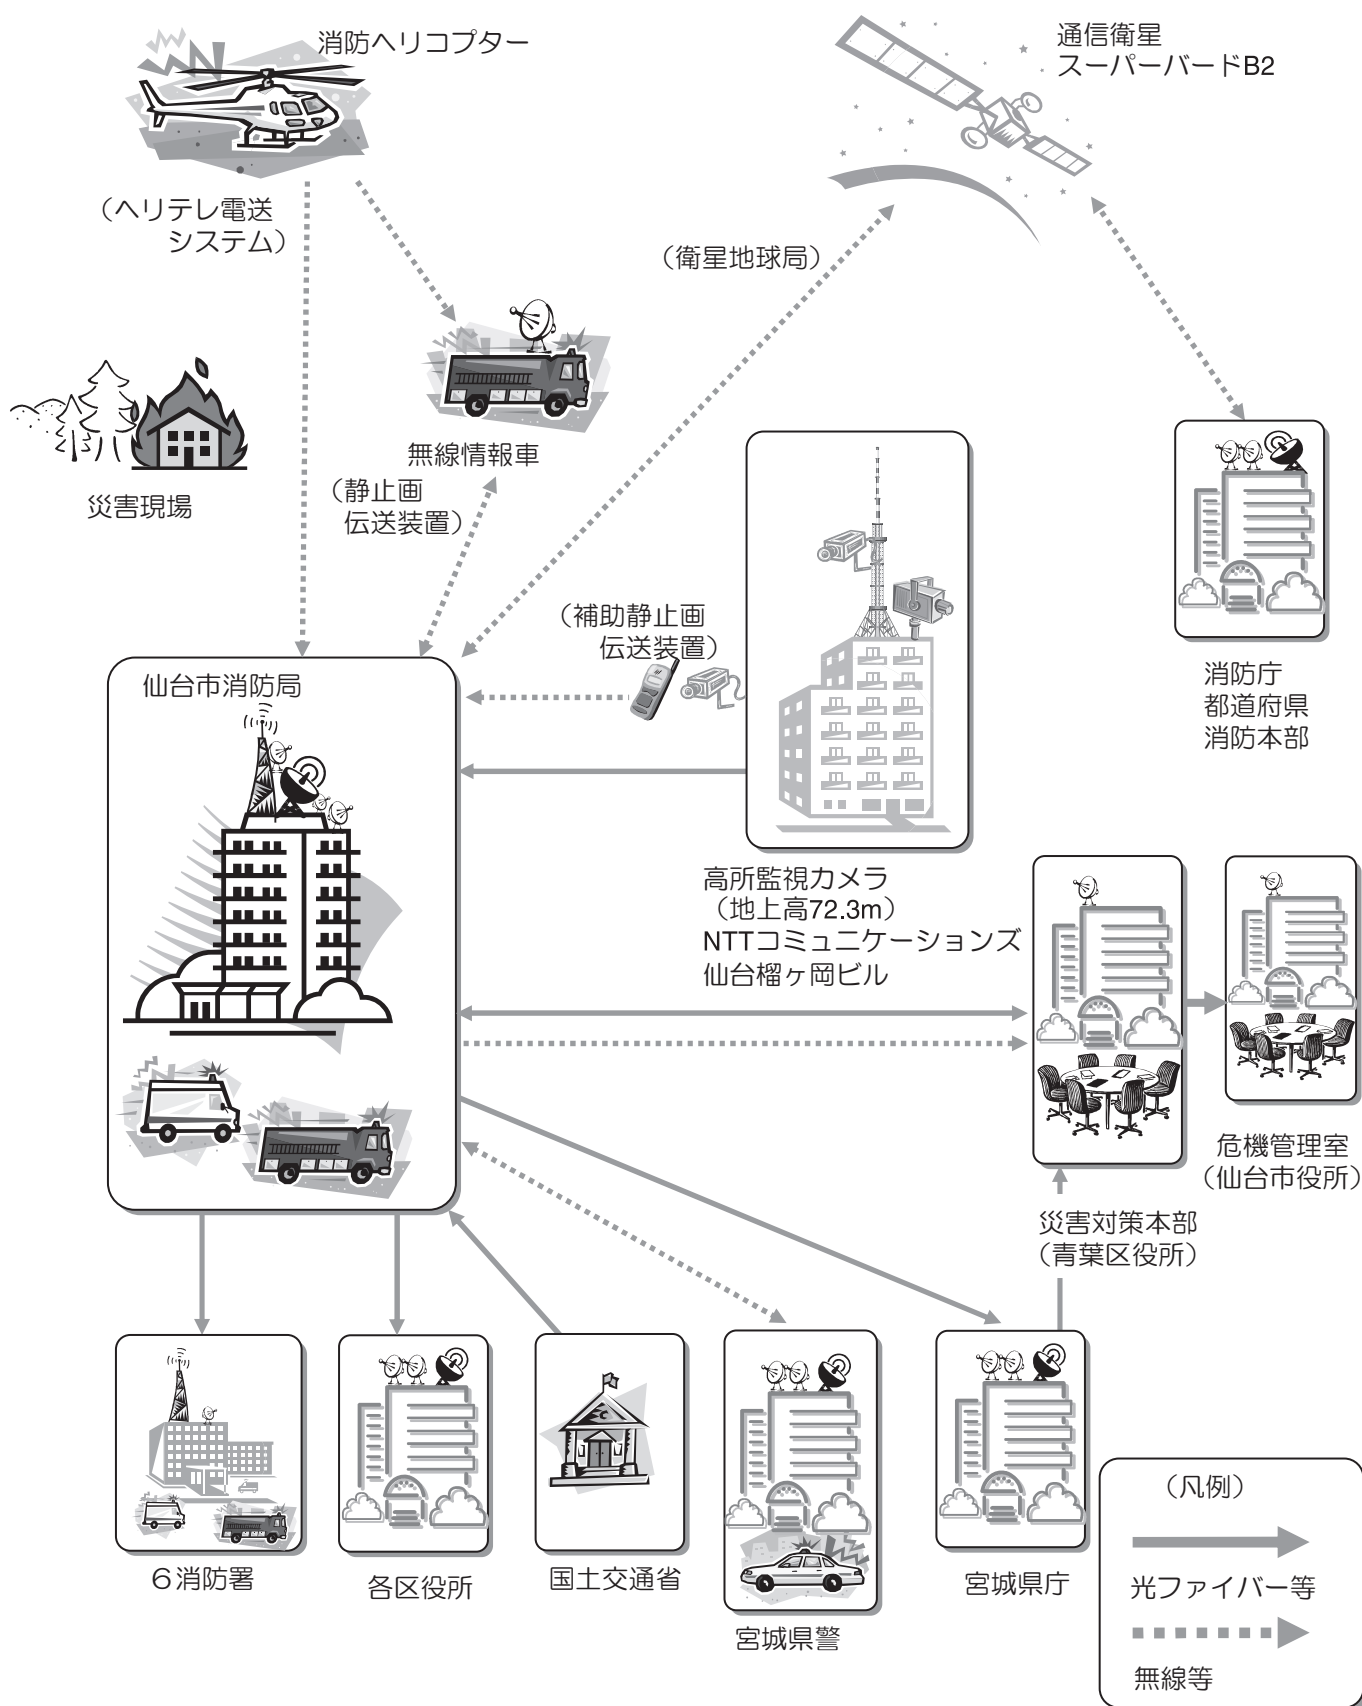 消防ヘリコプター
通信衛星
スーパーバードB2
（ヘリテレ電送
システム）
（衛星地球局）
災害現場
無線情報車
（静止画
伝送装置）
（補助静止画
伝送装置）
仙台市消防局
消防庁
都道府県
消防本部
高所監視カメラ
（地上高72.3m）
NTTコミュニケーションズ
仙台榴ヶ岡ビル
危機管理室
（仙台市役所）
災害対策本部
（青葉区役所）
6消防署
各区役所
国土交通省
宮城県警
宮城県庁
（凡例）
光ファイバー等
無線等